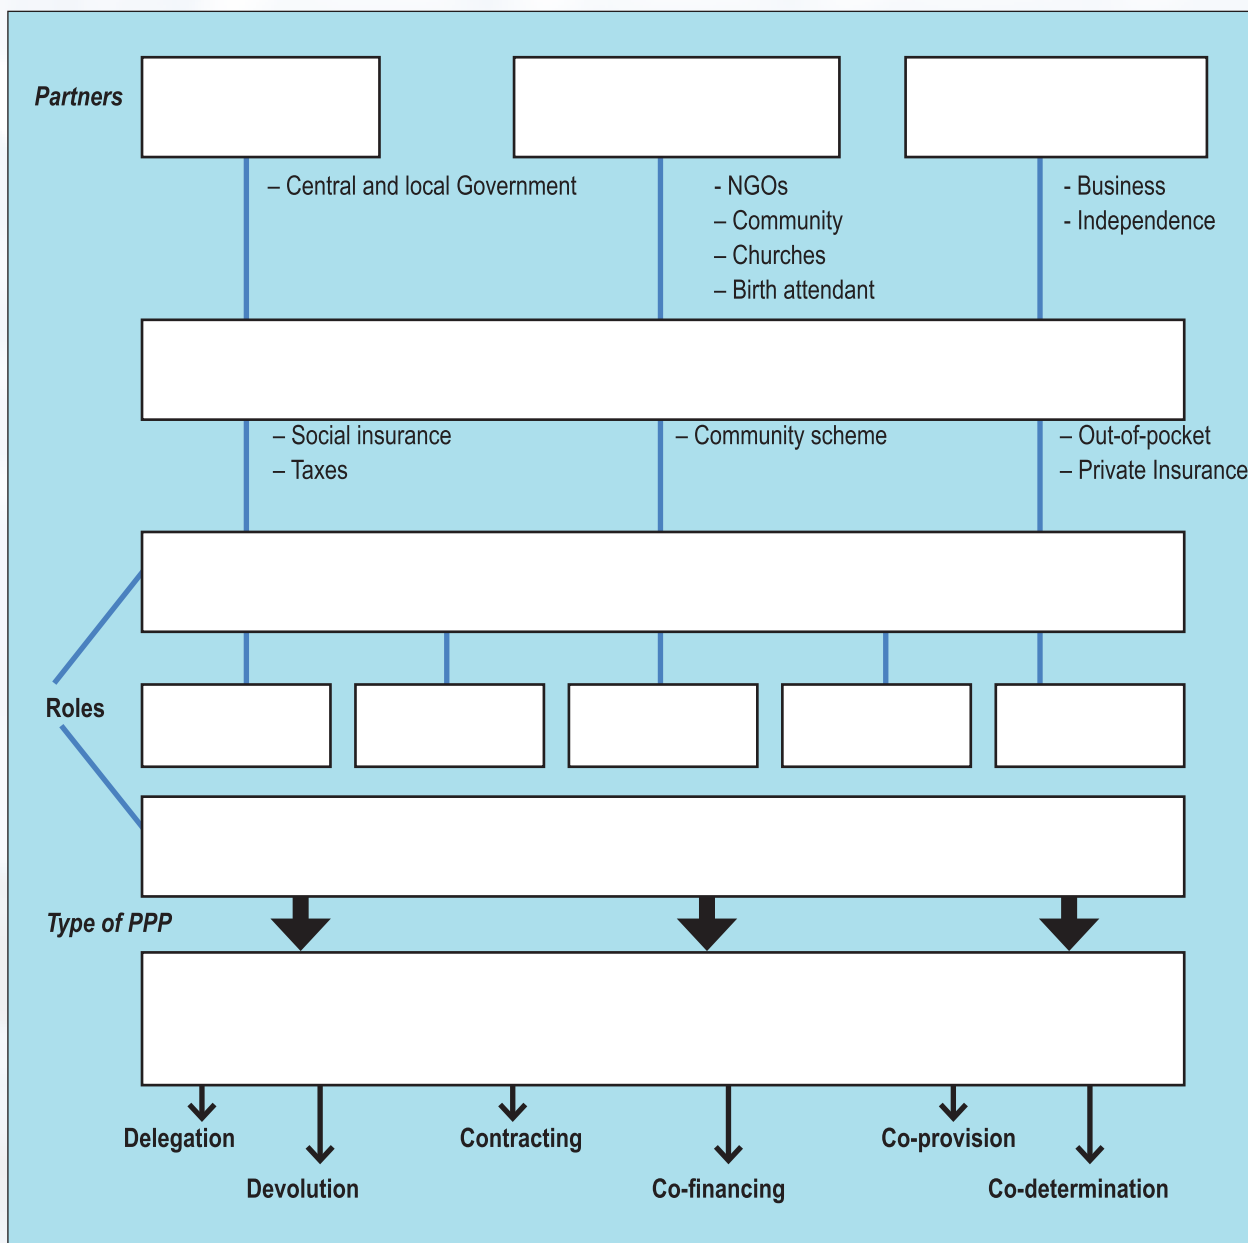 Partners
– Central and local Government
- NGOs
– Community
– Churches
– Birth attendant
- Business
- Independence
– Social insurance
– Taxes
– Community scheme
– Out-of-pocket
– Private Insurance
Roles
Type of PPP
Delegation
Devolution
Contracting
Co-financing
Co-provision
Co-determination